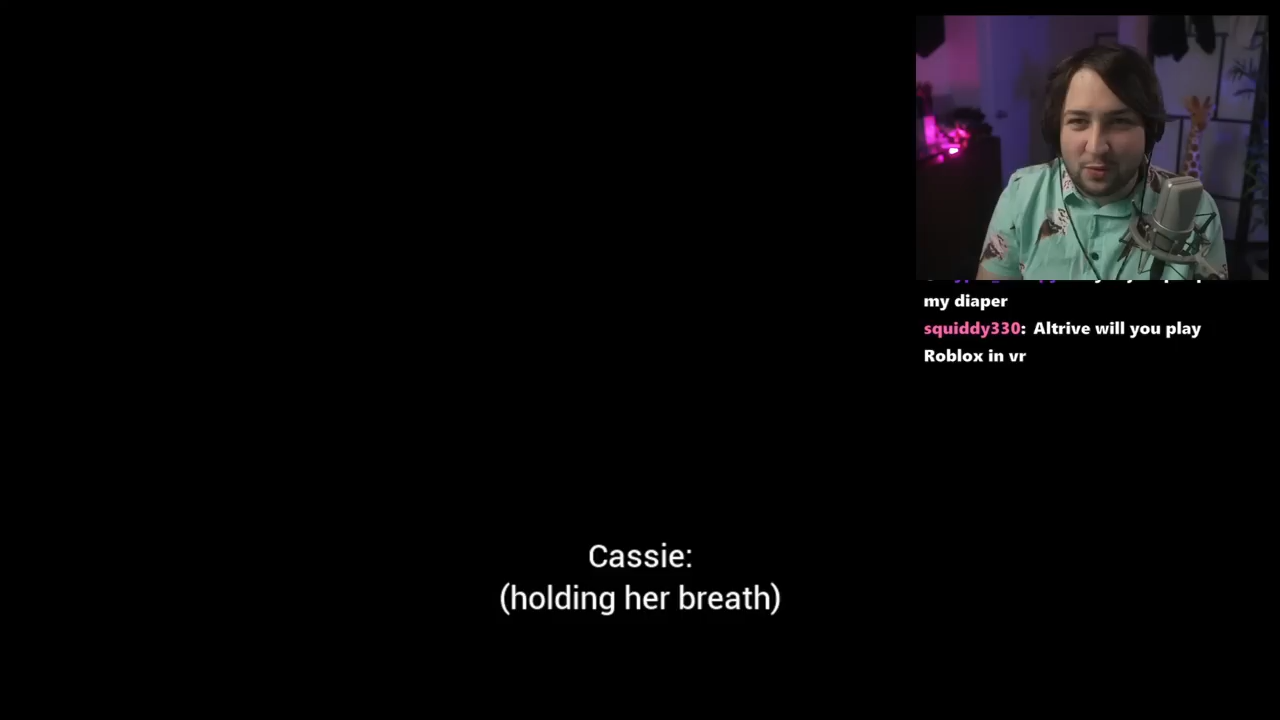 my diaper
squiddy330: Altrive will you play
Roblox in vr
Cassie:
(holding her breath)